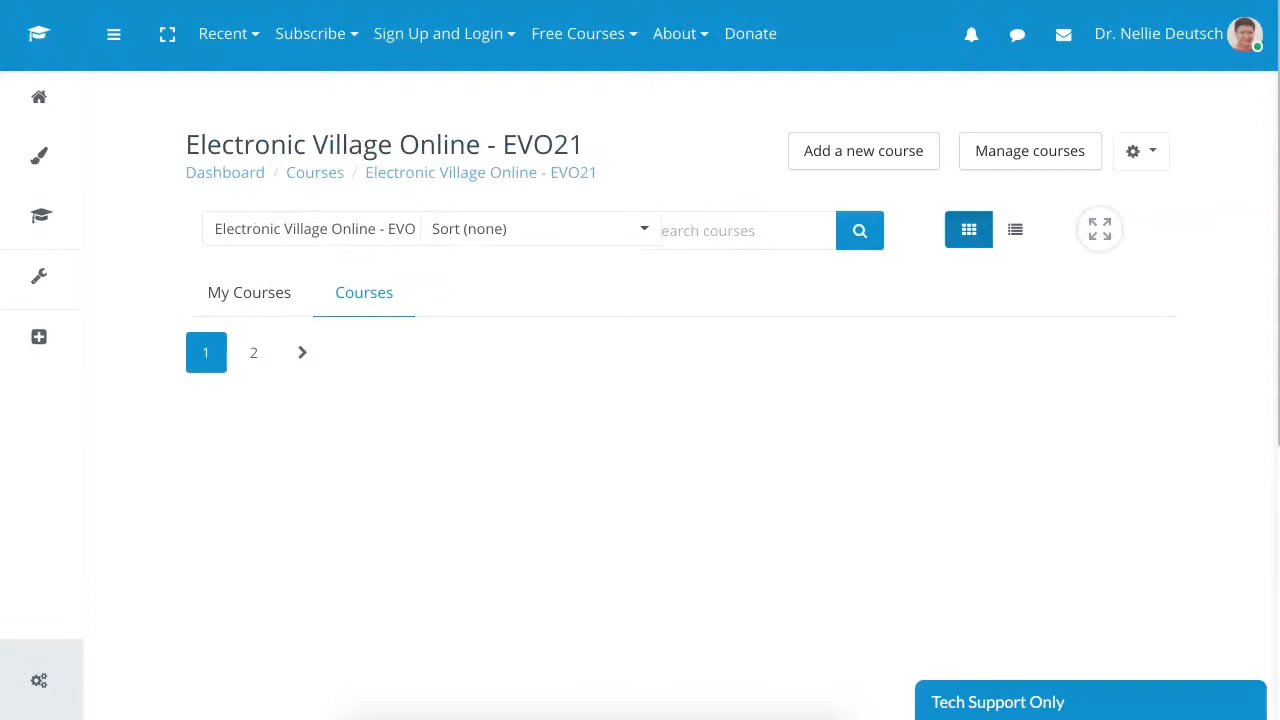 Recent Subscribe Sign Up and Login Free Courses About Donate Dr. Nellie Deutsch
Electronic Village Online - EVO21
Add a new course Manage courses
Dashboard / Courses / Electronic Village Online - EVO21
Electronic Village Online - EVO Sort (none) earch courses
My Courses Courses
1 2
Tech Support Only